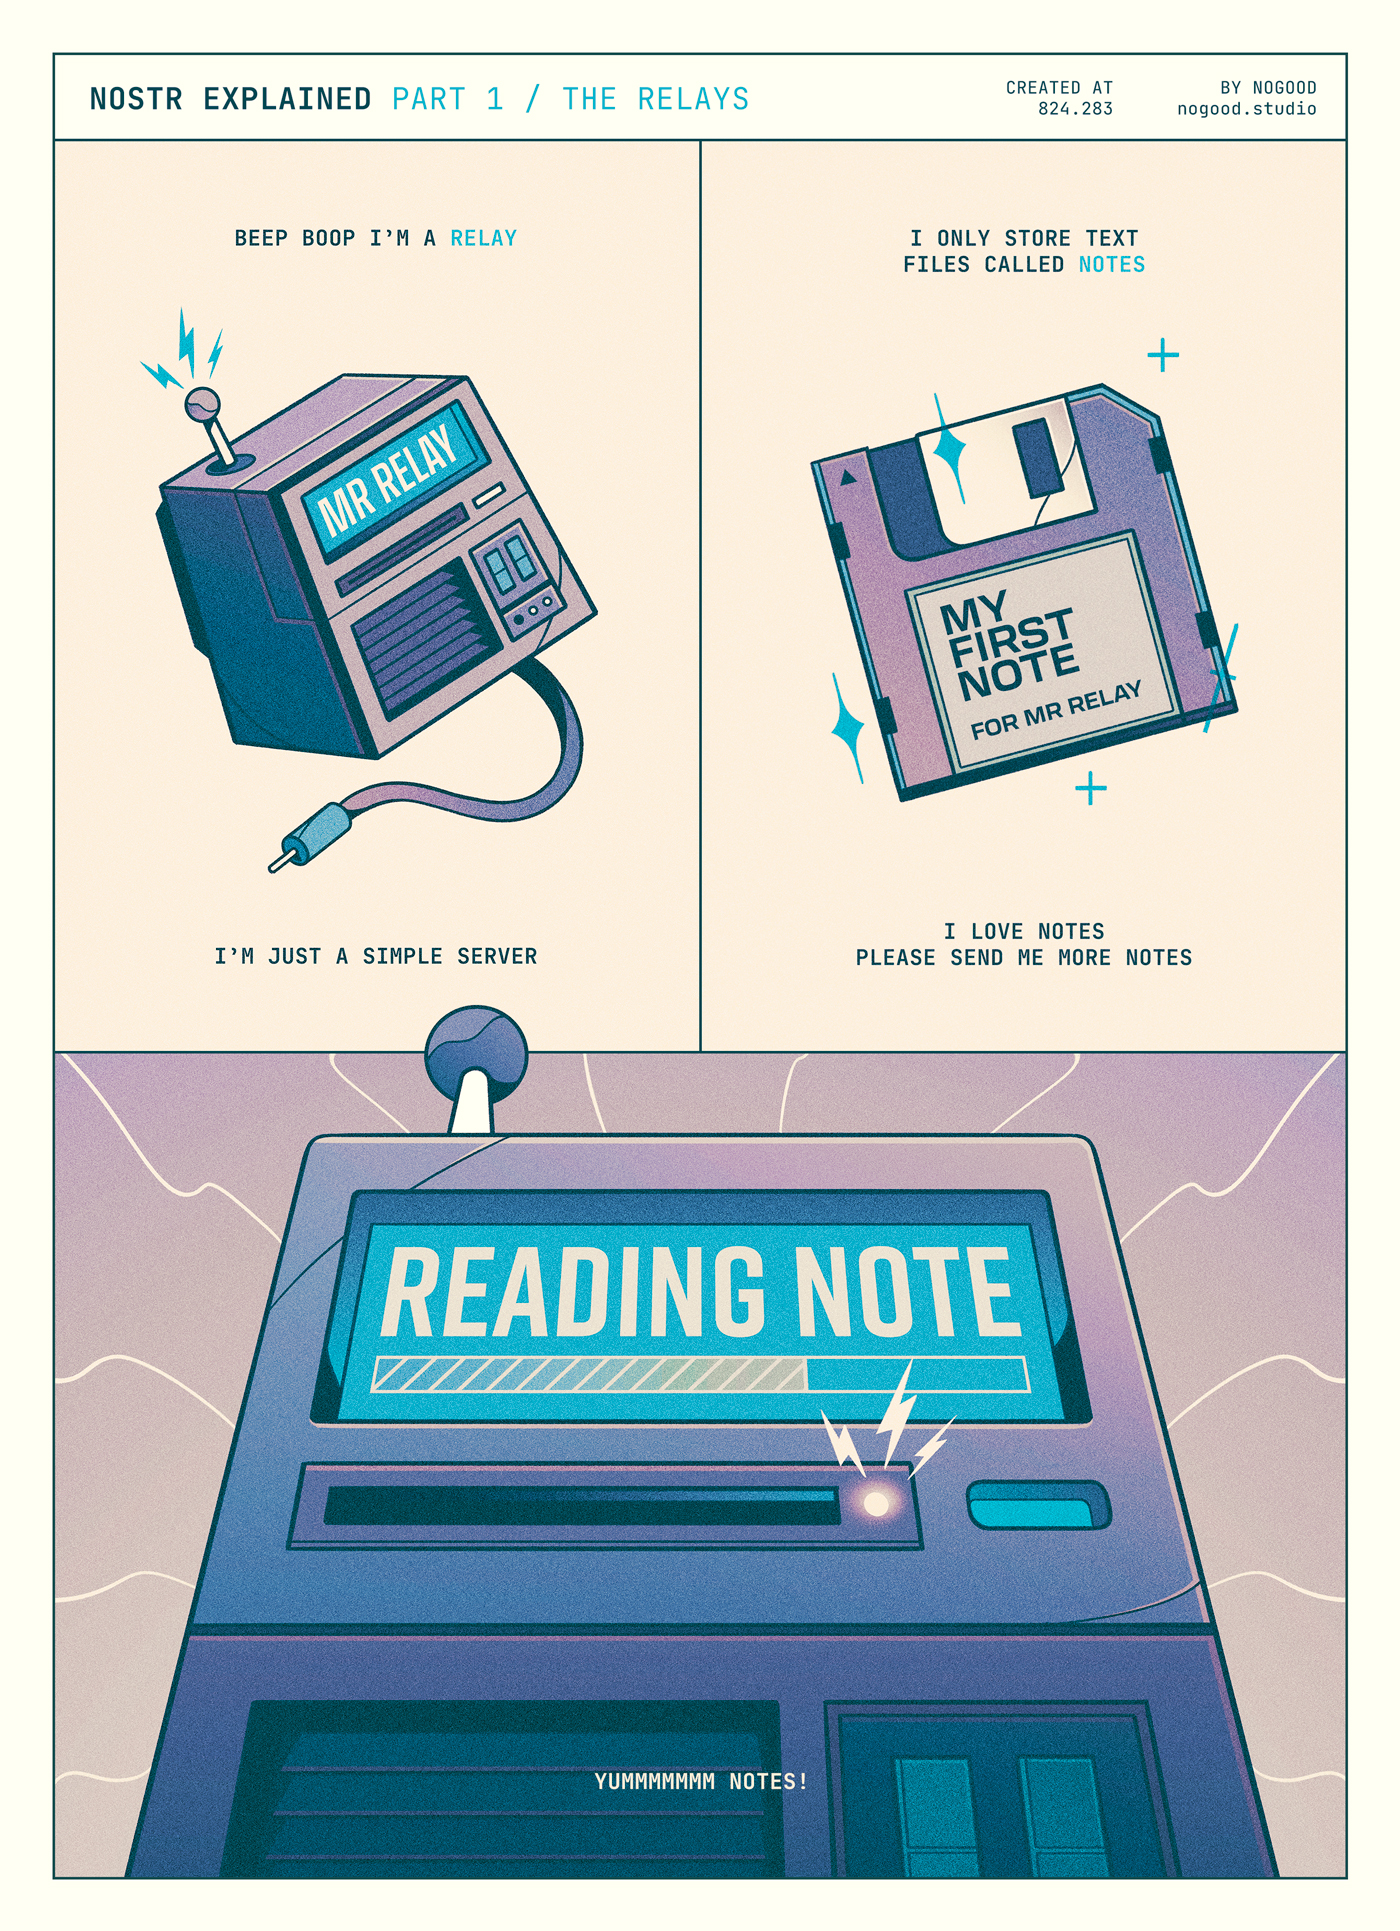 NOSTR EXPLAINED PART 1 / THE RELAYS
CREATED AT
824.283
BY NOGOOD
nogood.studio
BEEP BOOP I'M A RELAY
MR RELAY
I'M JUST A SIMPLE SERVER
I ONLY STORE TEXT
FILES CALLED NOTES
MY
FIRST
NOTE
FOR MR RELAY
I LOVE NOTES
PLEASE SEND ME MORE NOTES
READING NOTE
YUMMMMMMM NOTES!